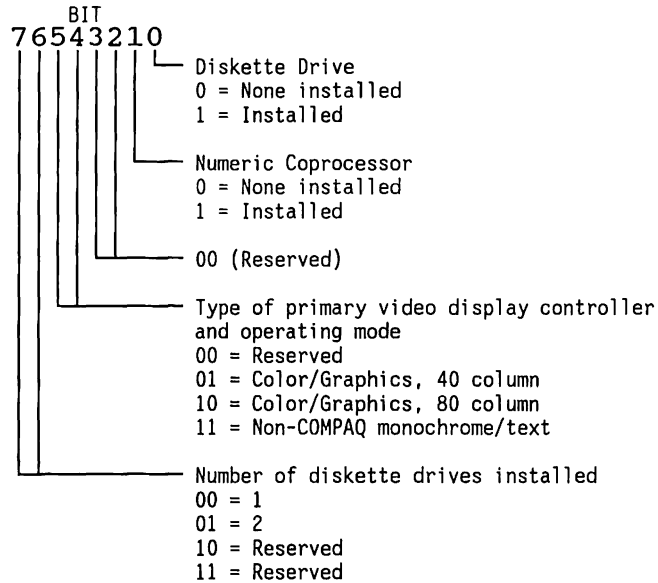 BIT
76543210
Diskette Drive
0 = None installed
1 = Installed
Numeric Coprocessor
0 = None installed
1 = Installed
00 (Reserved)
Type of primary video display controller
and operating mode
00 = Reserved
01 = Color/Graphics, 40 column
10 = Color/Graphics, 80 column
11 = Non-COMPAQ monochrome/text
Number of diskette drives installed
00 = 1
01 = 2
10 = Reserved
11 = Reserved